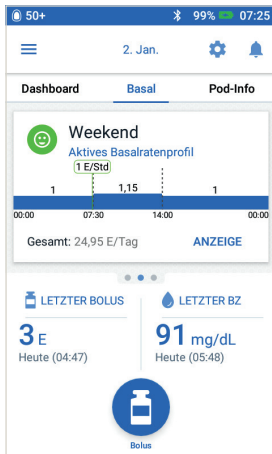 50+ 99% 07:25
2. Jan.
Dashboard Basal Pod-Info
Weekend
Aktives Basalratenprofil
1 E/Std
1 1,15 1
00:00 07:30 14:00 00:00
Gesamt: 24,95 E/Tag ANZEIGE
LETZTER BOLUS LETZTER BZ
3 E 91 mg/dL
Heute (04:47) Heute (05:48)
Bolus